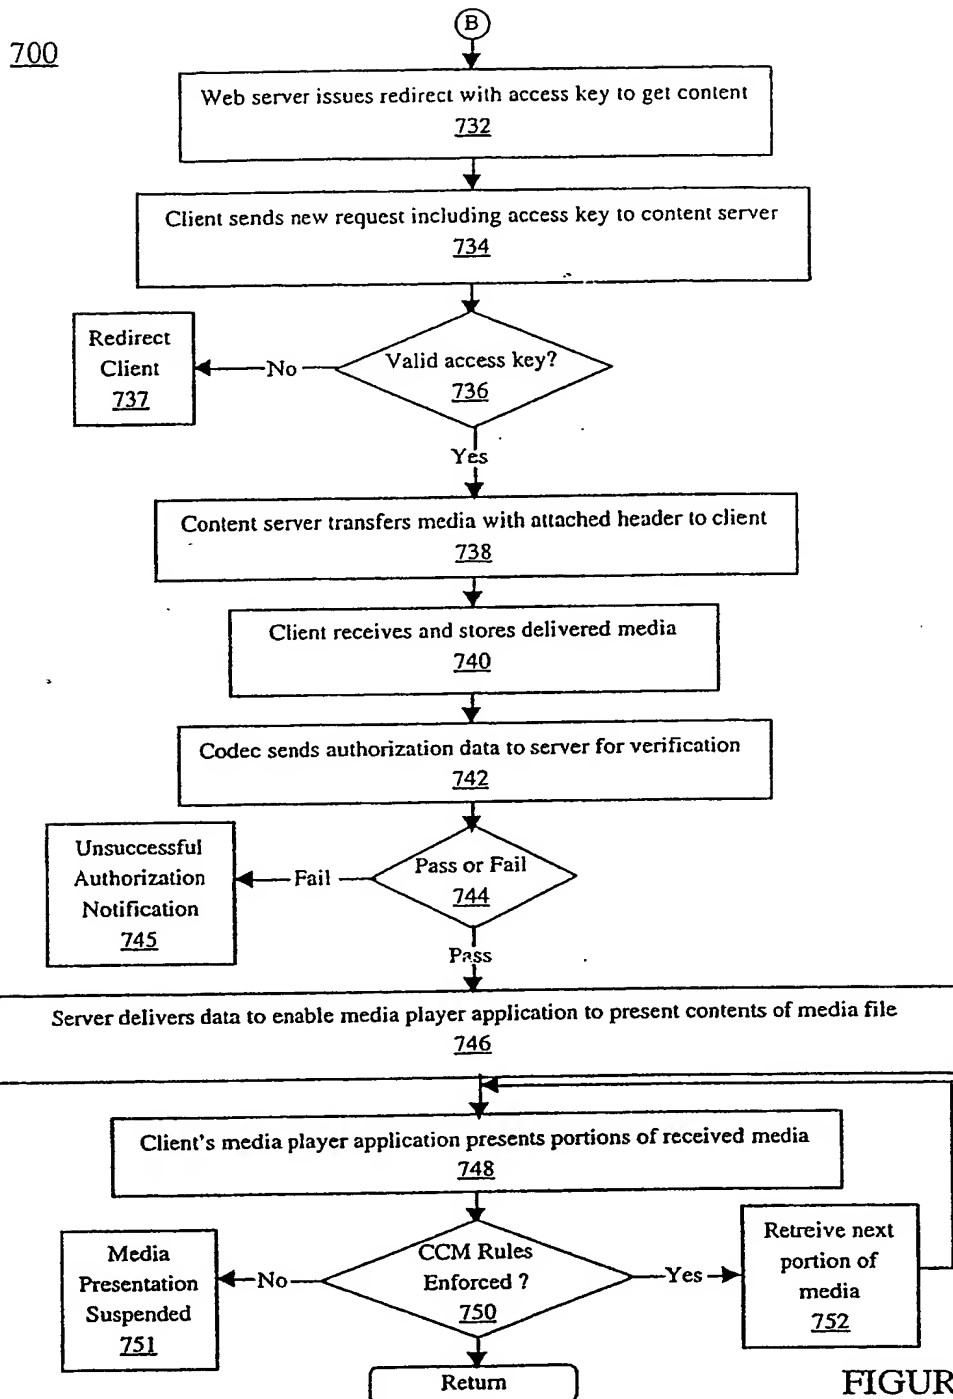 B
700
Web server issues redirect with access key to get content
732
Client sends new request including access key to content server
734
Redirect
Client
737
No
Valid access key?
736
Yes
Content server transfers media with attached header to client
738
Client receives and stores delivered media
740
Codec sends authorization data to server for verification
742
Unsuccessful
Authorization
Notification
745
Fail
Pass or Fail
744
Pass
Server delivers data to enable media player application to present contents of media file
746
Client's media player application presents portions of received media
748
Media
Presentation
Suspended
751
No
CCM Rules
Enforced ?
750
Yes
Retreive next
portion of
media
752
Return
FIGUR